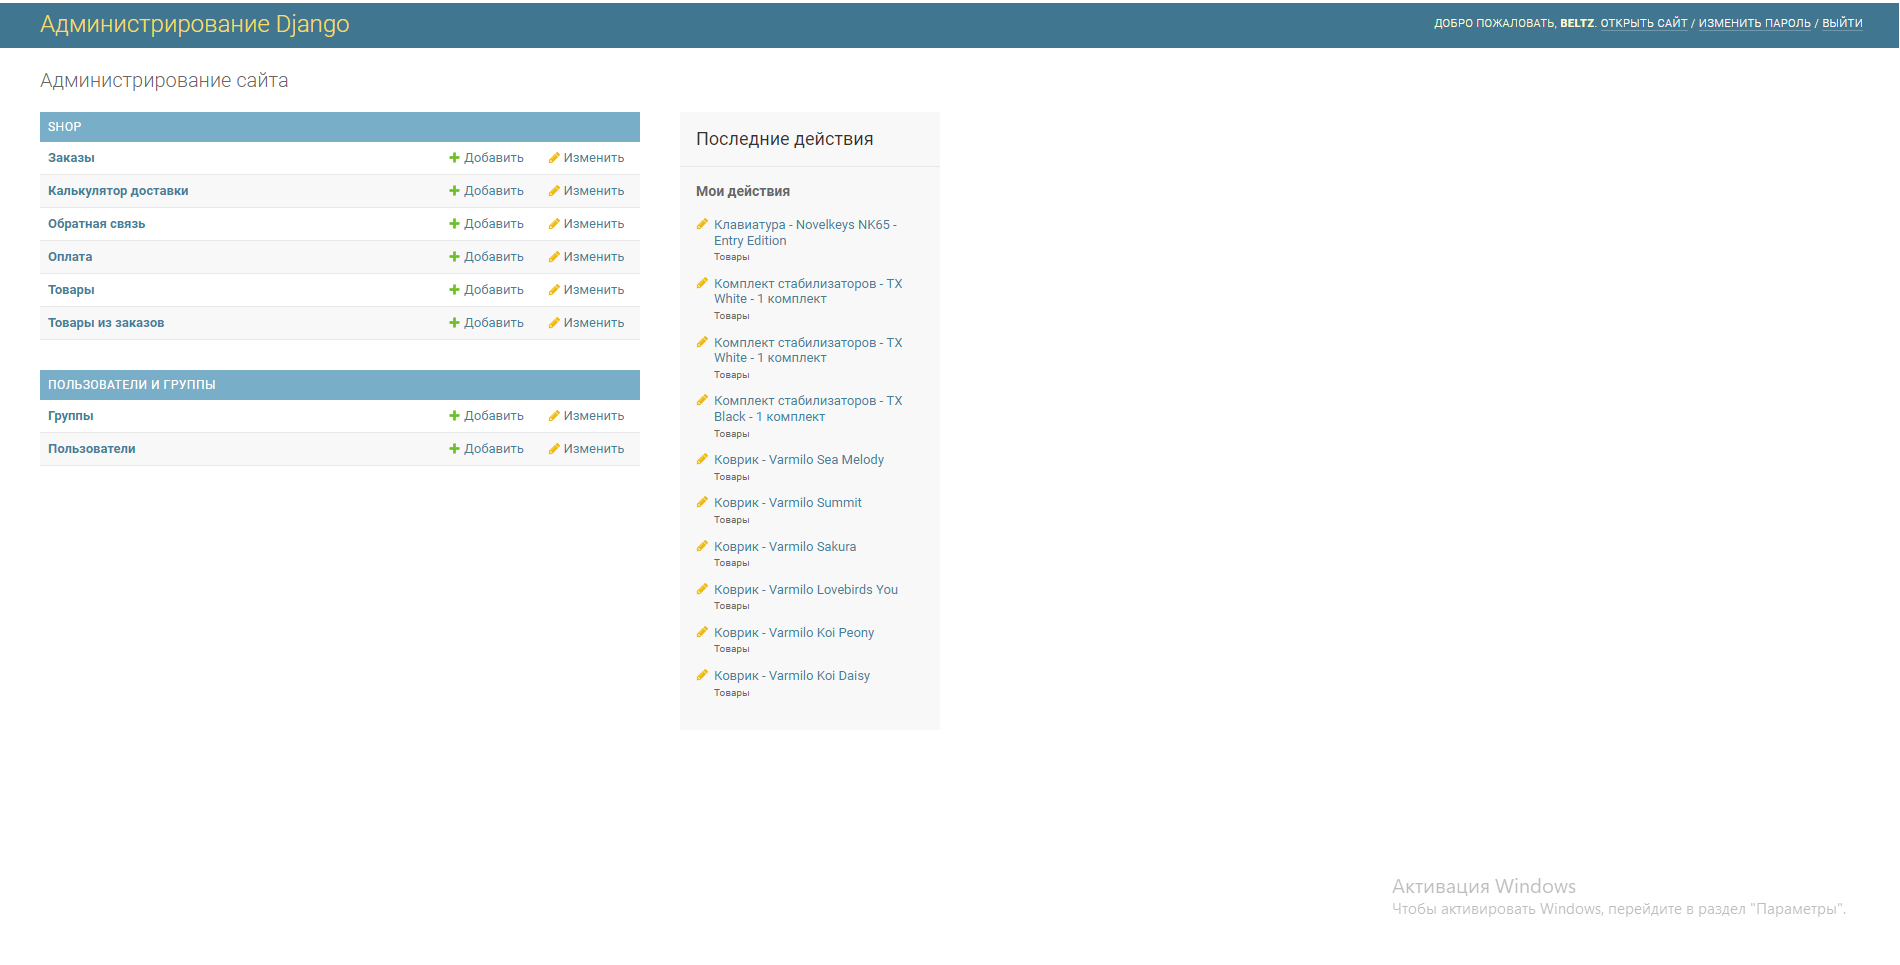 Администрирование Django
ДОБРО ПОЖАЛОВАТЬ, BELTZ. ОТКРЫТЬ САЙТ / ИЗМЕНИТЬ ПАРОЛЬ / ВЫЙТИ
Администрирование сайта
SHOP
Заказы Добавить Изменить
Калькулятор доставки Добавить Изменить
Обратная связь Добавить Изменить
Оплата Добавить Изменить
Товары Добавить Изменить
Товары из заказов Добавить Изменить
ПОЛЬЗОВАТЕЛИ И ГРУППЫ
Группы Добавить Изменить
Пользователи Добавить Изменить
Последние действия
Мои действия
Клавиатура - Novelkeys NK65 -
Entry Edition
Товары
Комплект стабилизаторов - TX
White - 1 комплект
Товары
Комплект стабилизаторов - TX
White - 1 комплект
Товары
Комплект стабилизаторов - TX
Black - 1 комплект
Товары
Коврик - Varmilo Sea Melody
Товары
Коврик - Varmilo Summit
Товары
Коврик - Varmilo Sakura
Товары
Коврик - Varmilo Lovebirds You
Товары
Коврик - Varmilo Koi Peony
Товары
Коврик - Varmilo Koi Daisy
Товары
Активация Windows
Чтобы активировать Windows, перейдите в раздел "Параметры".